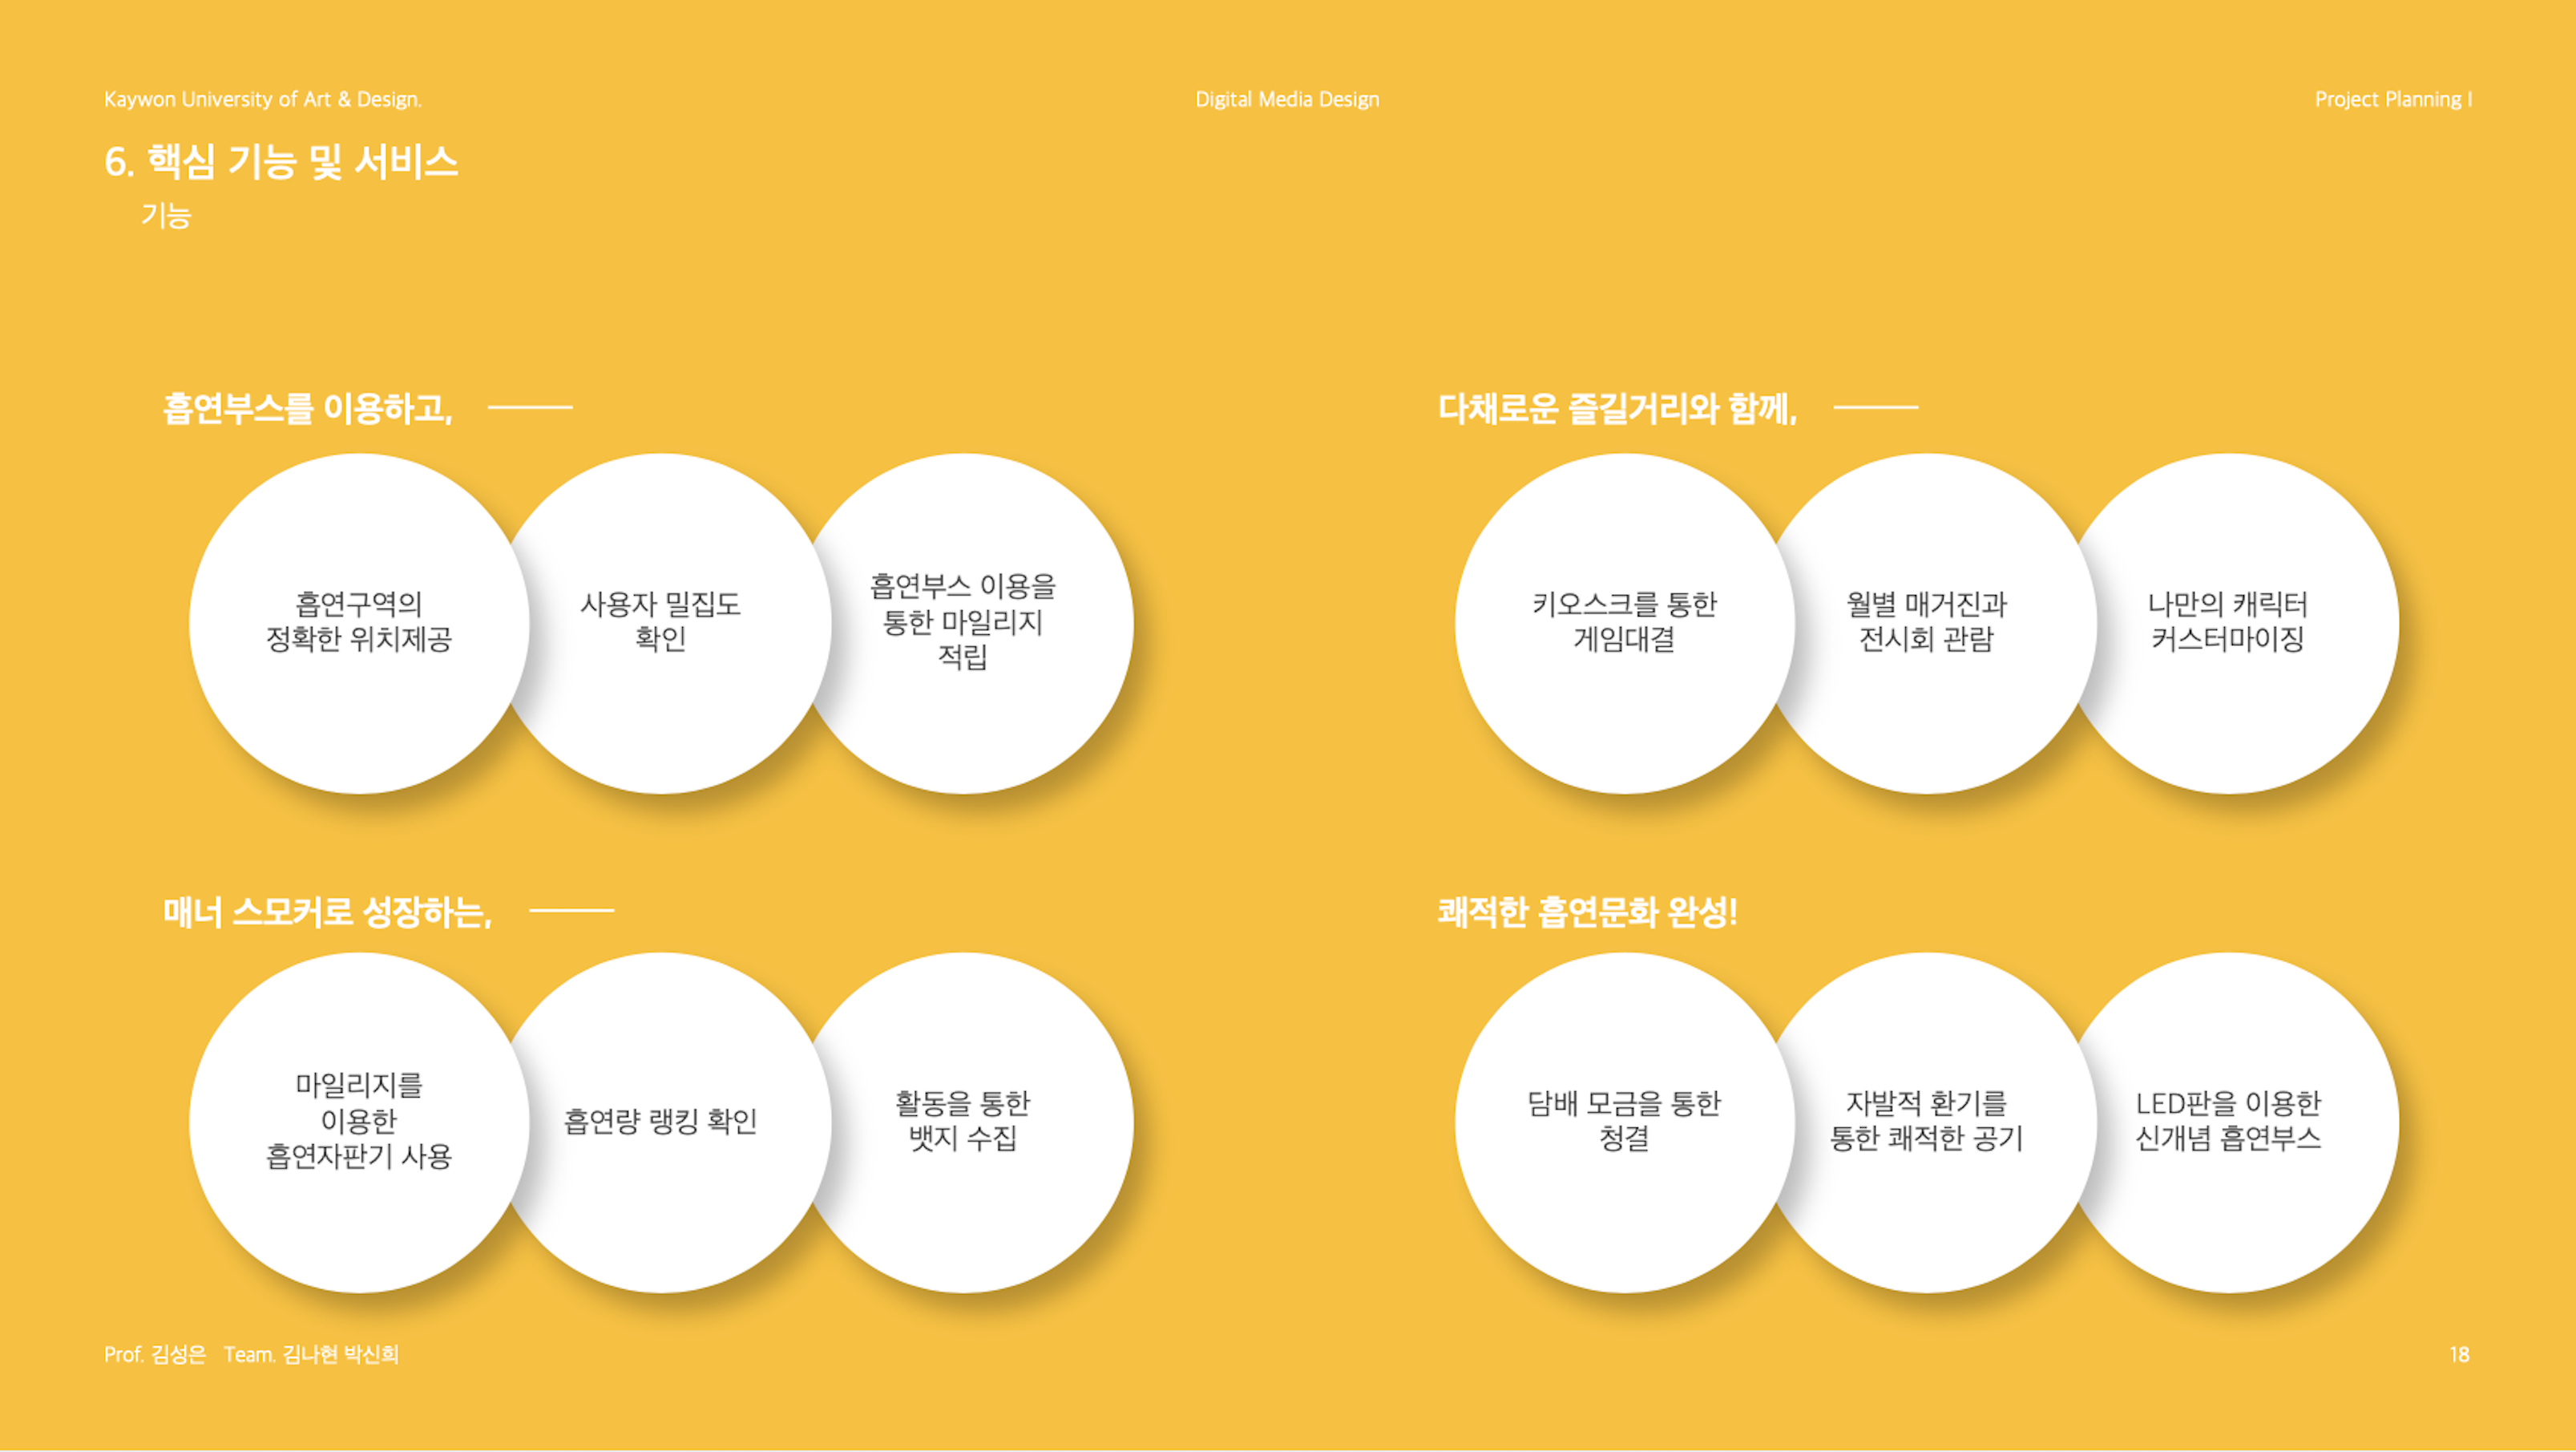 Kaywon University of Art & Design.
Digital Media Design
Project Planning I
6. 핵심 기능 및 서비스
기능
흡연부스를 이용하고,
흡연구역의
정확한 위치제공
사용자 밀집도
확인
흡연부스 이용을
통한 마일리지
적립
다채로운 즐길거리와 함께,
키오스크를 통한
게임대결
월별 매거진과
전시회 관람
나만의 캐릭터
커스터마이징
매너 스모커로 성장하는,
마일리지를
이용한
흡연자판기 사용
흡연량 랭킹 확인
활동을 통한
뱃지 수집
쾌적한 흡연문화 완성!
담배 모금을 통한
청결
자발적 환기를
통한 쾌적한 공기
LED판을 이용한
신개념 흡연부스
Prof. 김성은 Team. 김나현 박신희
18